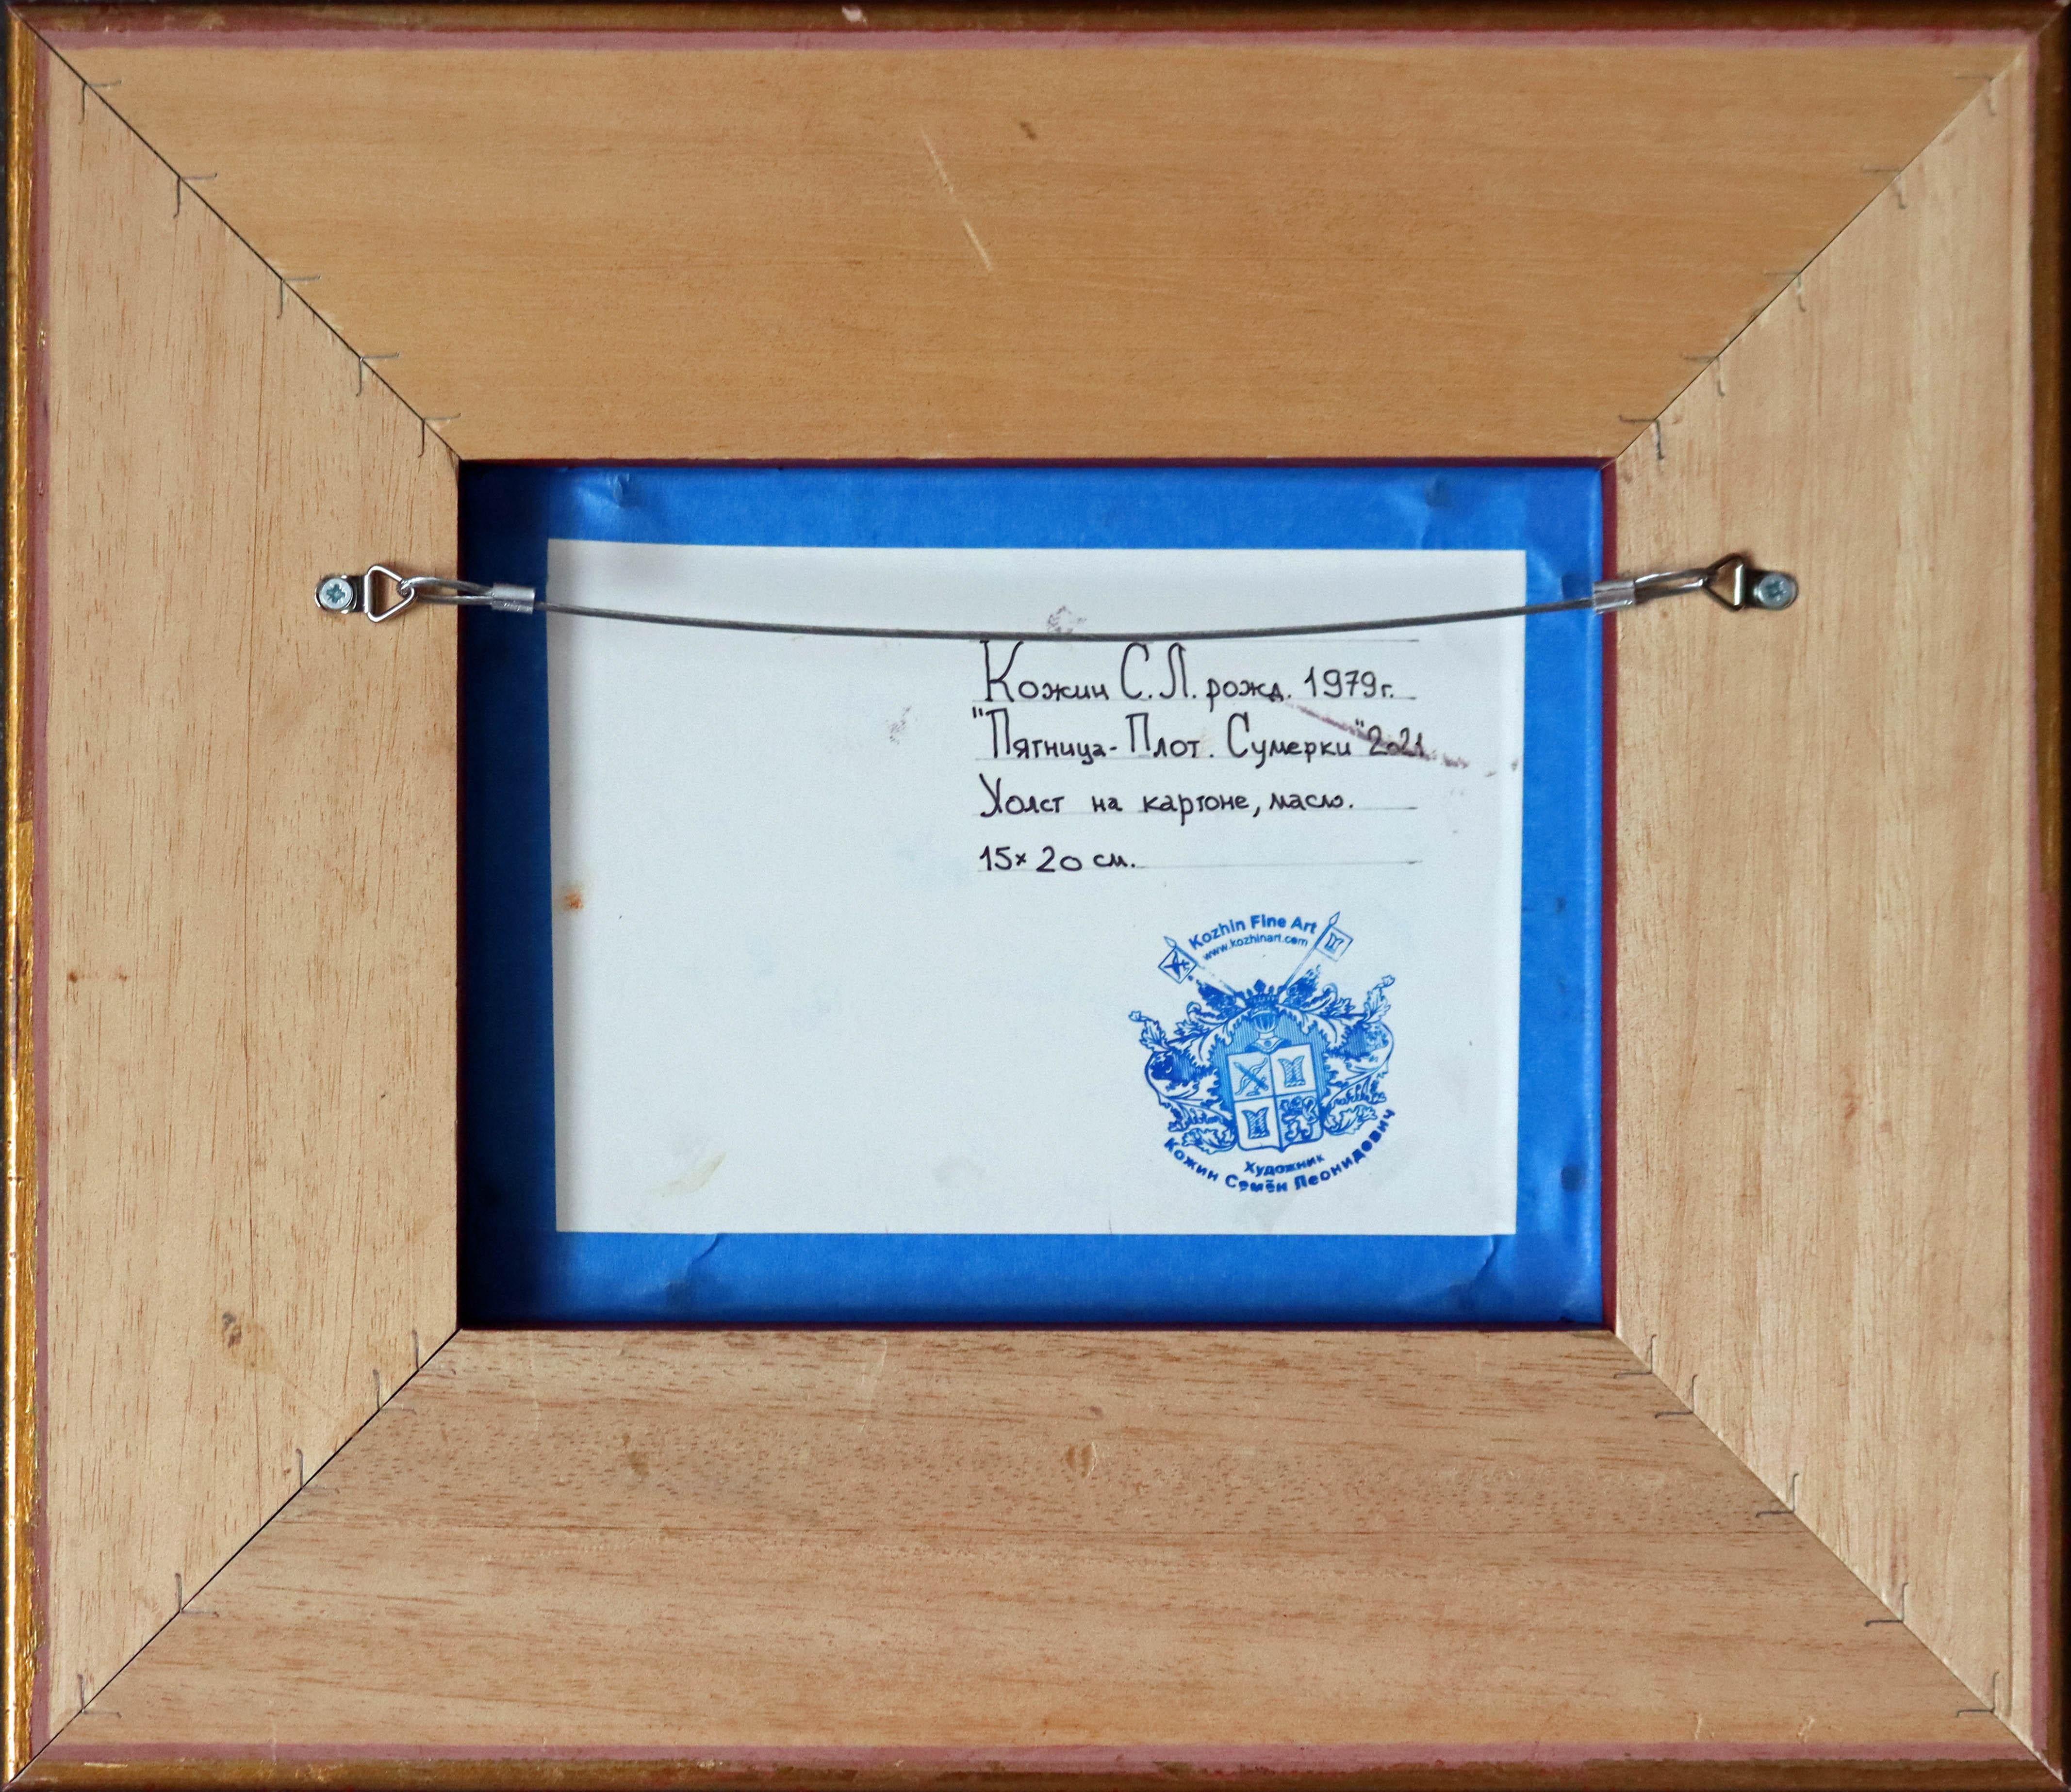 Кожин С.Л. рожд. 1979г.
"Пятница-Плот. Сумерки" 2021
Холст на картоне, масло.
15× 20 см.
Kozhin Fine Art
www.kozhinart.com
Художник
Кожин Семён Леонидович